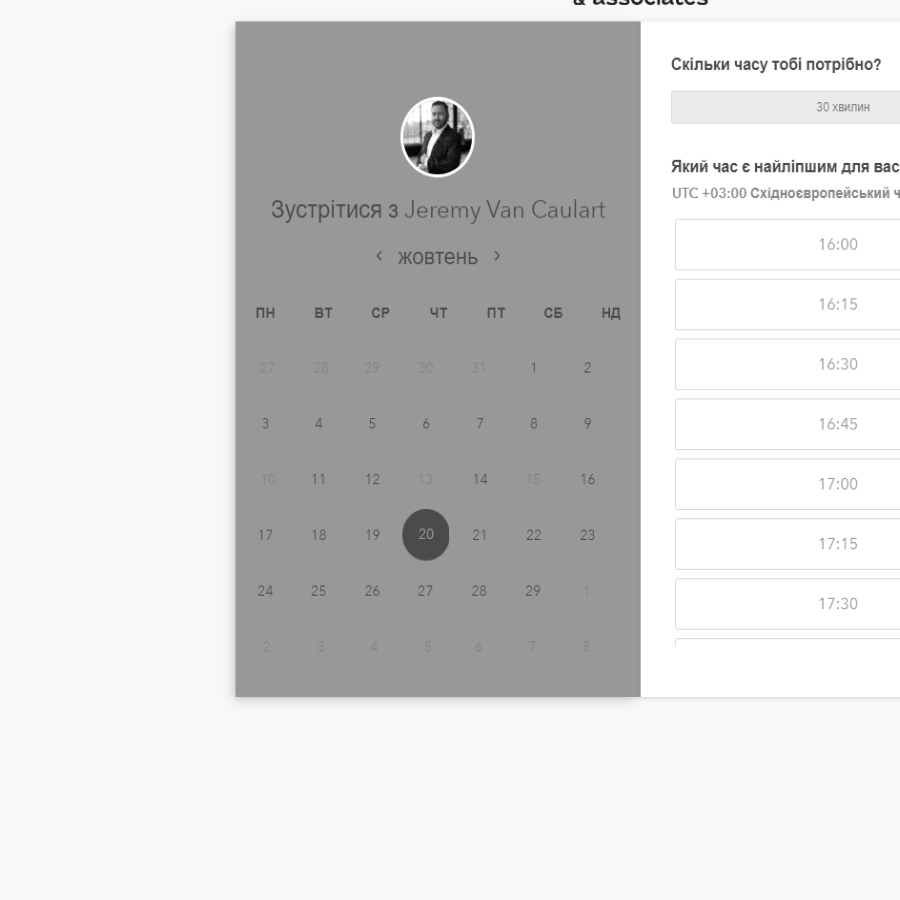 & associates
Зустрітися з Jeremy Van Caulart
‹ жовтень ›
ПН ВТ СР ЧТ ПТ СБ НД
27 28 29 30 31 1 2
3 4 5 6 7 8 9
10 11 12 13 14 15 16
17 18 19 20 21 22 23
24 25 26 27 28 29 1
2 3 4 5 6 7 8
Скільки часу тобі потрібно?
30 хвилин
Який час є найліпшим для вас
UTC +03:00 Східноєвропейський ч
16:00
16:15
16:30
16:45
17:00
17:15
17:30